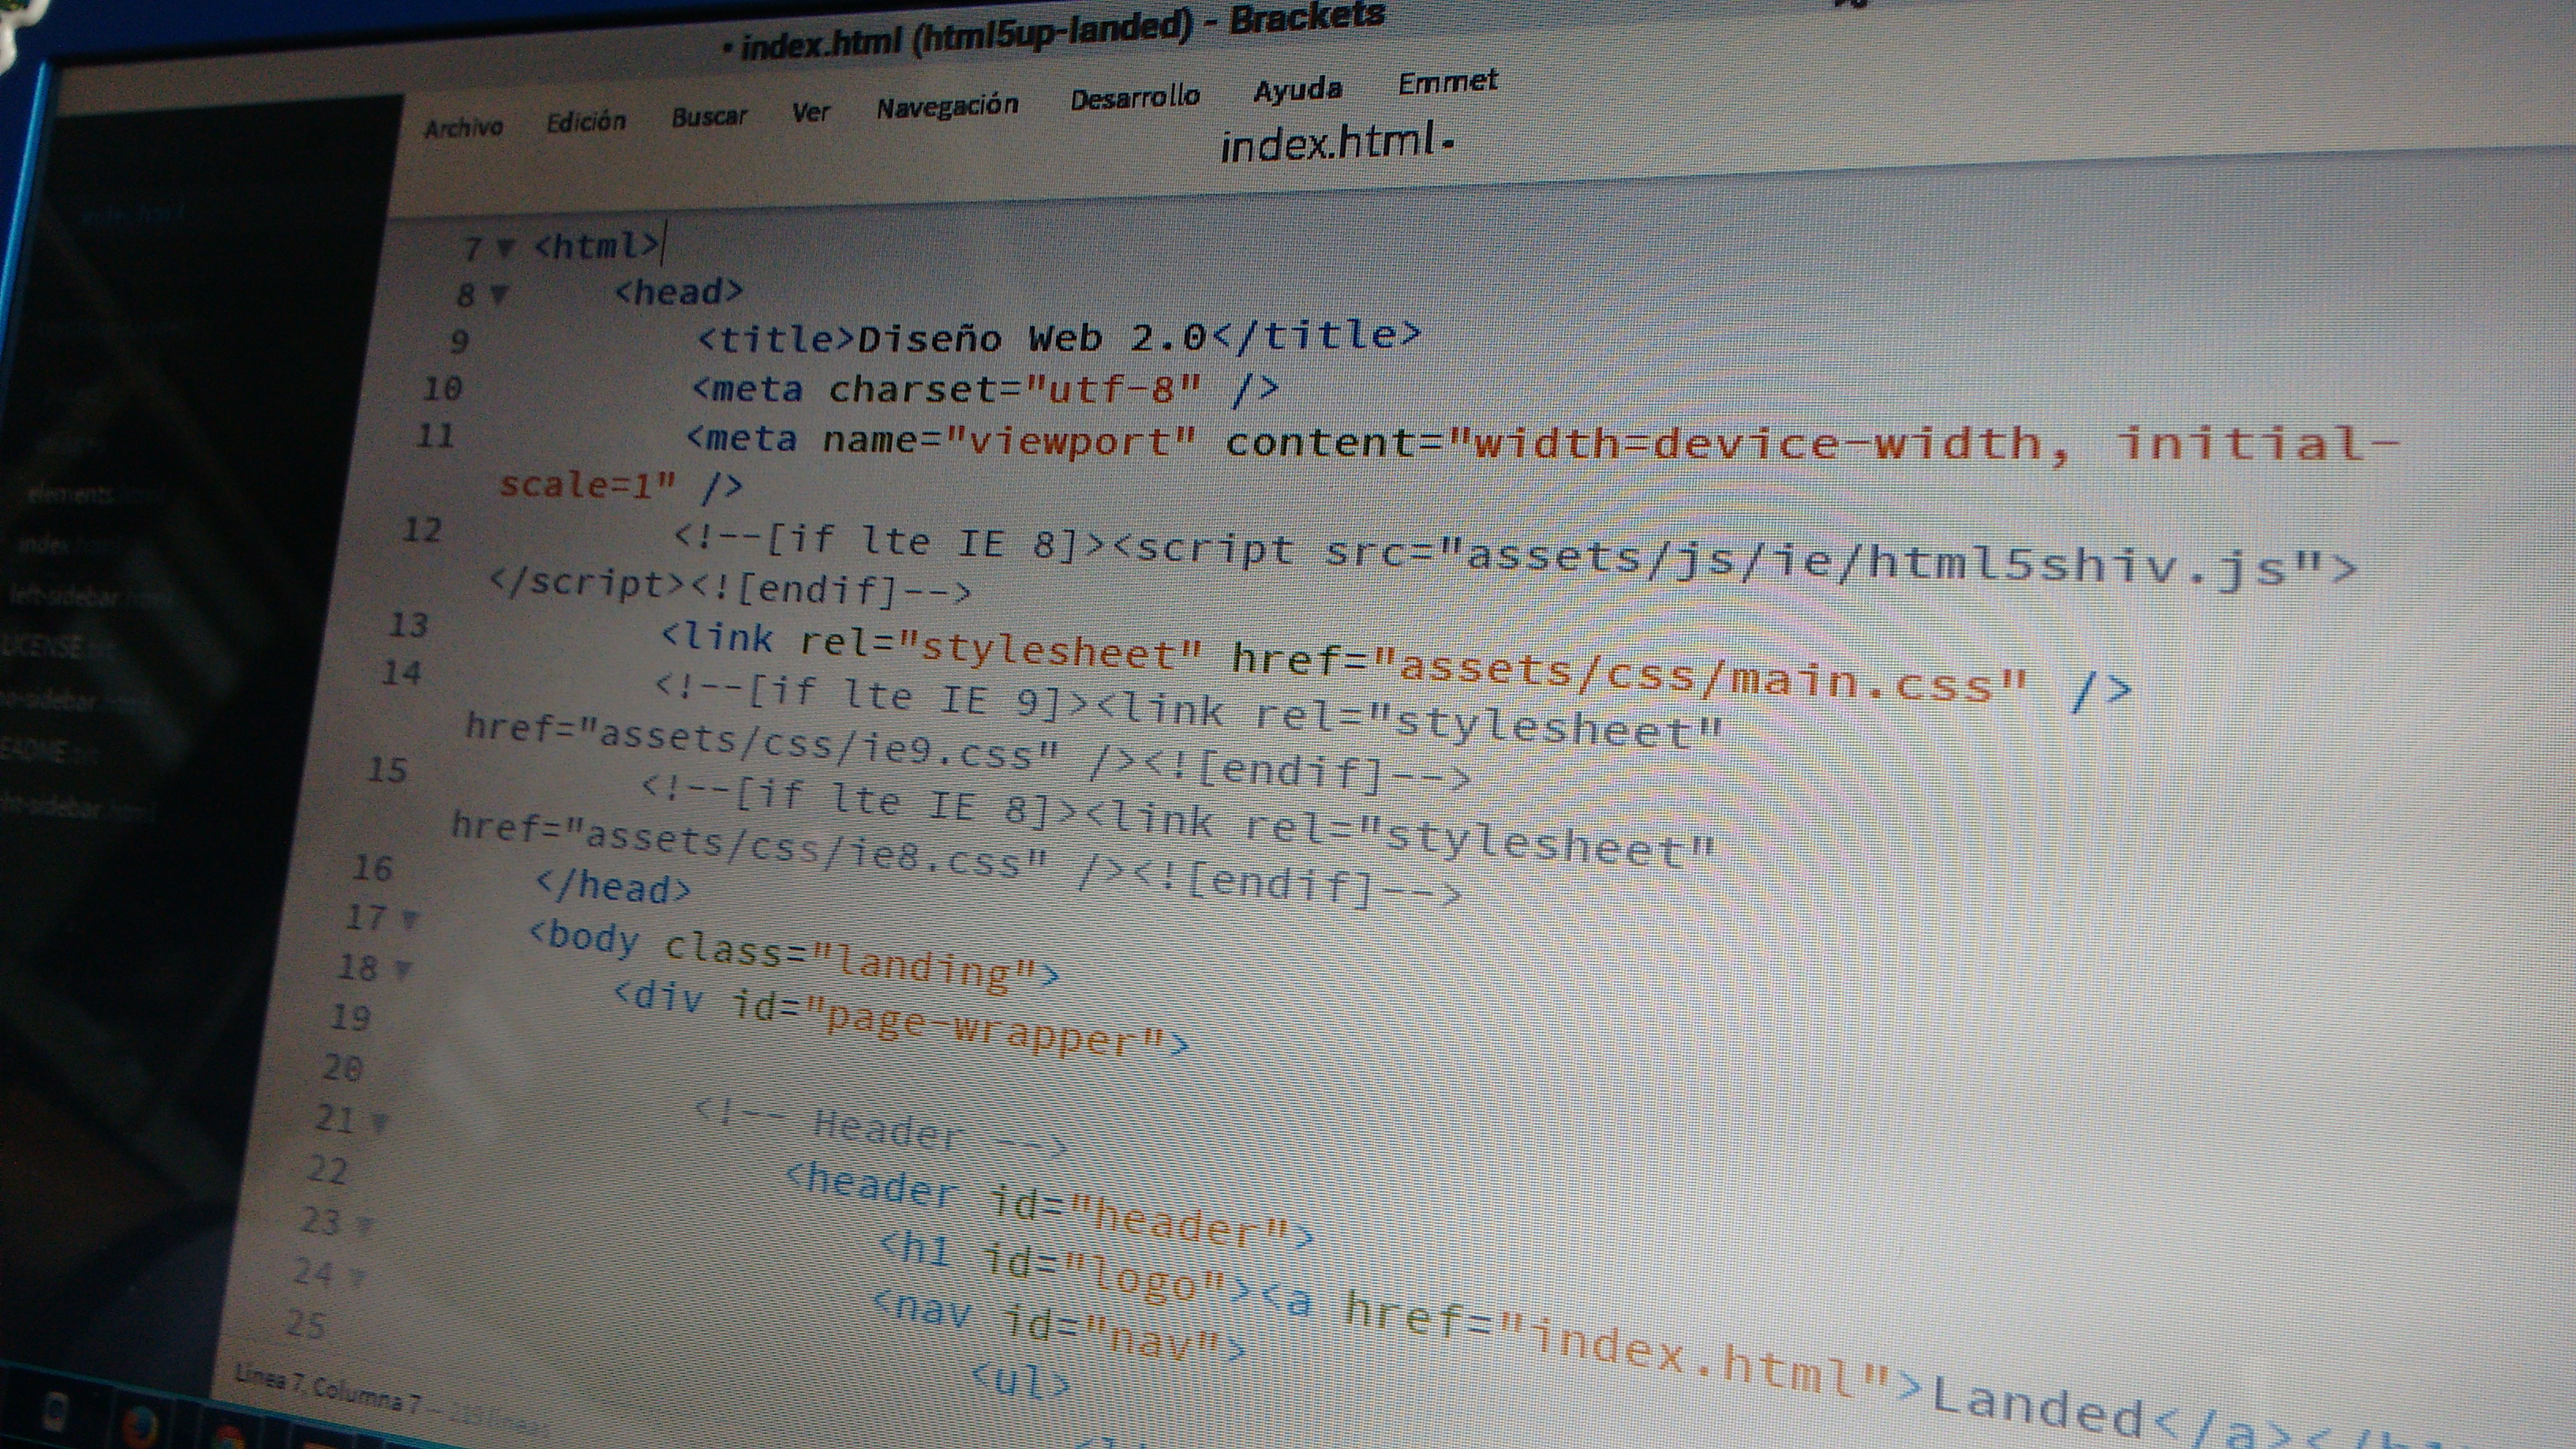 • index.html (html5up-landed) - Brackets
Archivo Edición Buscar Ver Navegación Desarrollo Ayuda Emmet
index.html
7 <html>
8 <head>
9 <title>Diseño Web 2.0</title>
10 <meta charset="utf-8" />
11 <meta name="viewport" content="width=device-width, initial-
scale=1" />
12 <!--[if lte IE 8]><script src="assets/js/ie/html5shiv.js">
</script><![endif]-->
13 <link rel="stylesheet" href="assets/css/main.css" />
14 <!--[if lte IE 9]><link rel="stylesheet"
href="assets/css/ie9.css" /><![endif]-->
15 <!--[if lte IE 8]><link rel="stylesheet"
href="assets/css/ie8.css" /><![endif]-->
16 </head>
17 <body class="landing">
18 <div id="page-wrapper">
19
20 <!-- Header -->
21 <header id="header">
22 <h1 id="logo"><a href="index.html">Landed</a></h1
23 <nav id="nav">
24 <ul>
25
elements.html
index.html
left-sidebar.html
LICENSE.txt
o-sidebar
EADME.txt
ht-sidebar.html
Línea 7, Columna 7 — 219 líneas